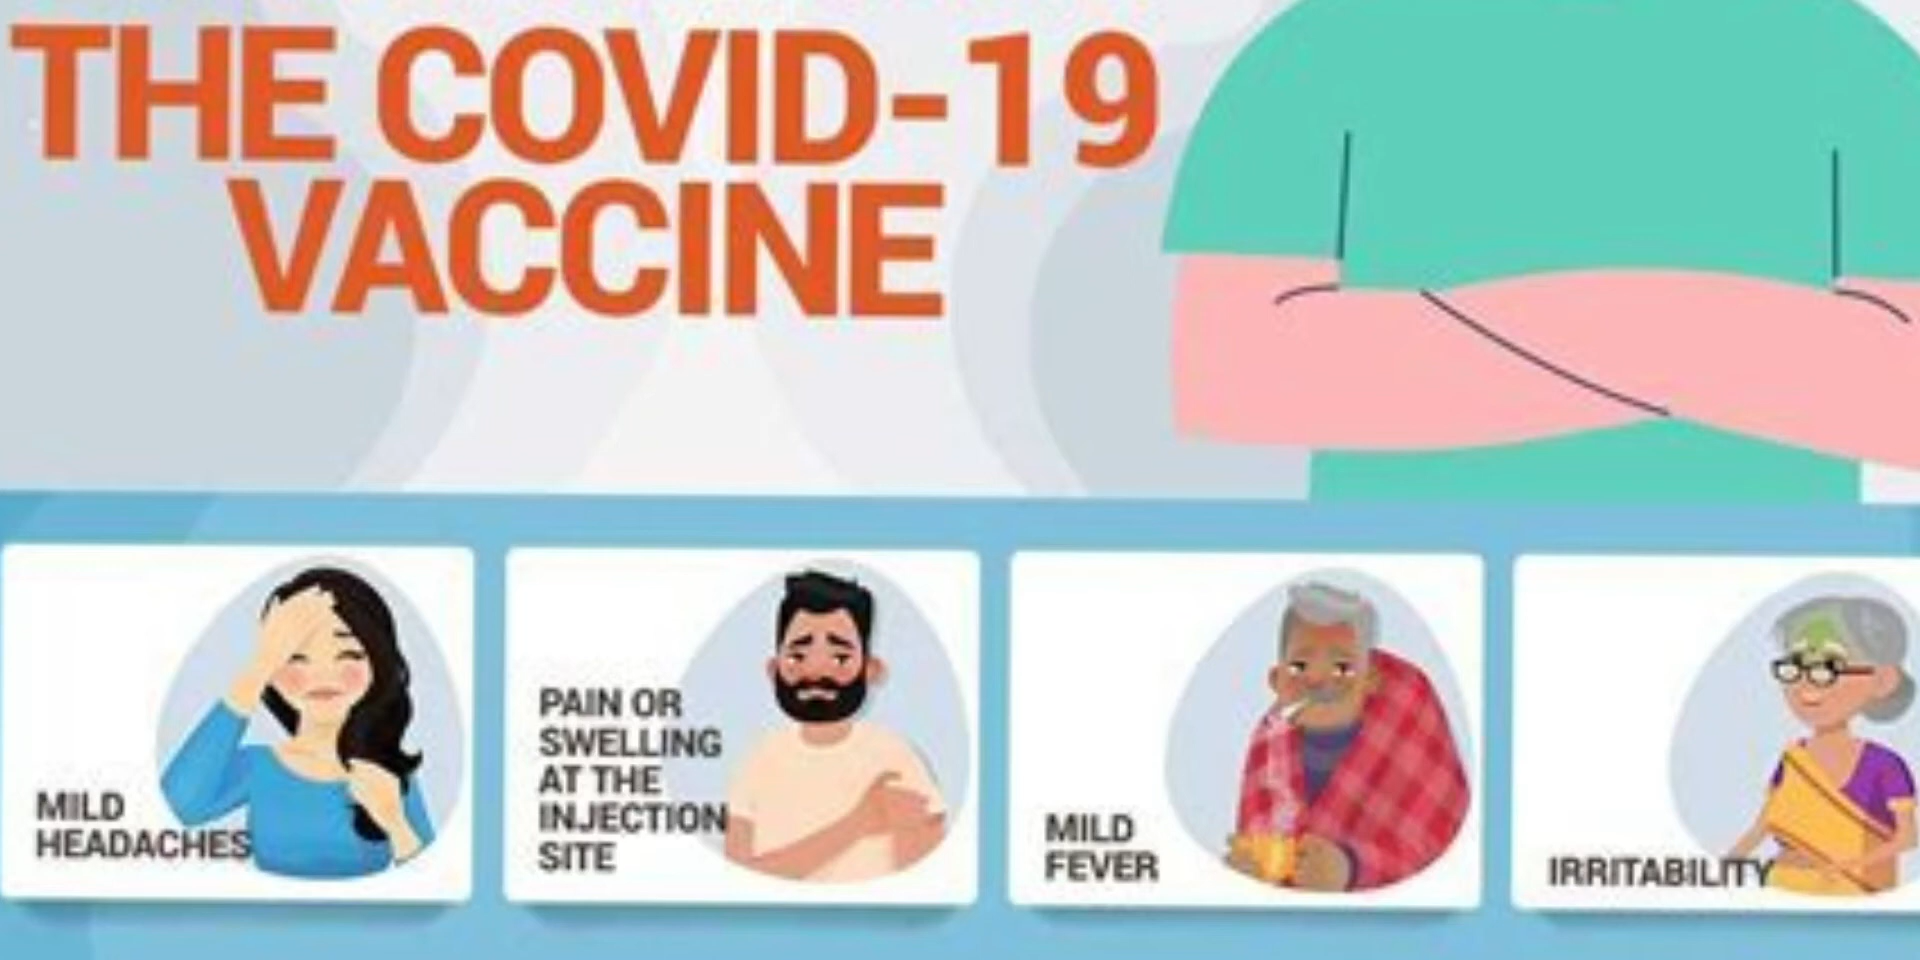 THE COVID-19
VACCINE
MILD
HEADACHES
PAIN OR
SWELLING
AT THE
INJECTION
SITE
MILD
FEVER
IRRITABILITY